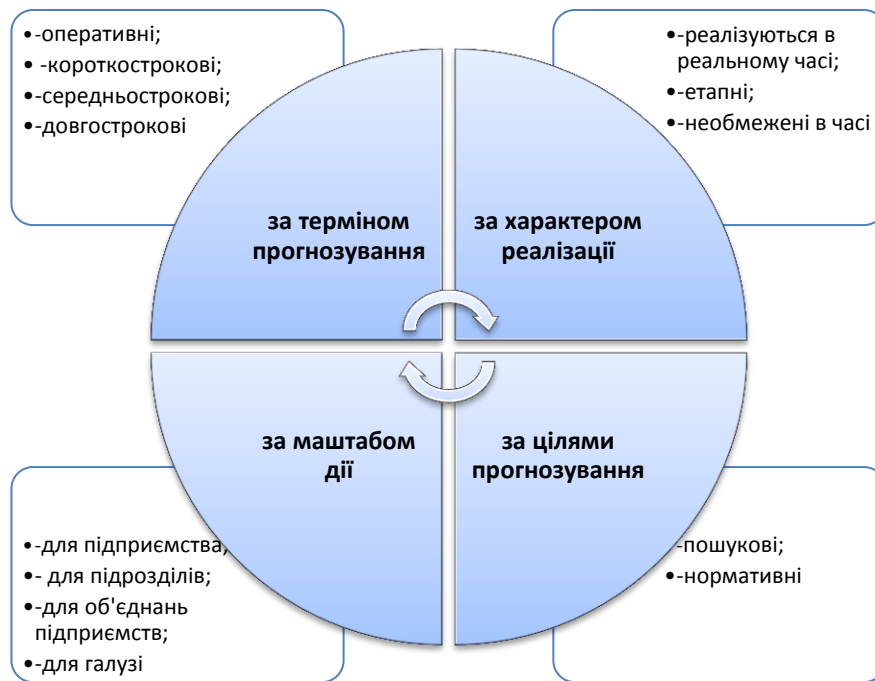 •-оперативні;
• -короткострокові;
•-середньострокові;
•-довгострокові
•-реалізуються в
реальному часі;
•-етапні;
•-необмежені в часі
за терміном
прогнозування
за характером
реалізації
за маштабом
дії
за цілями
прогнозування
•-для підприємства;
•- для підрозділів;
•-для об'єднань
підприємств;
•-для галузі
-пошукові;
•-нормативні